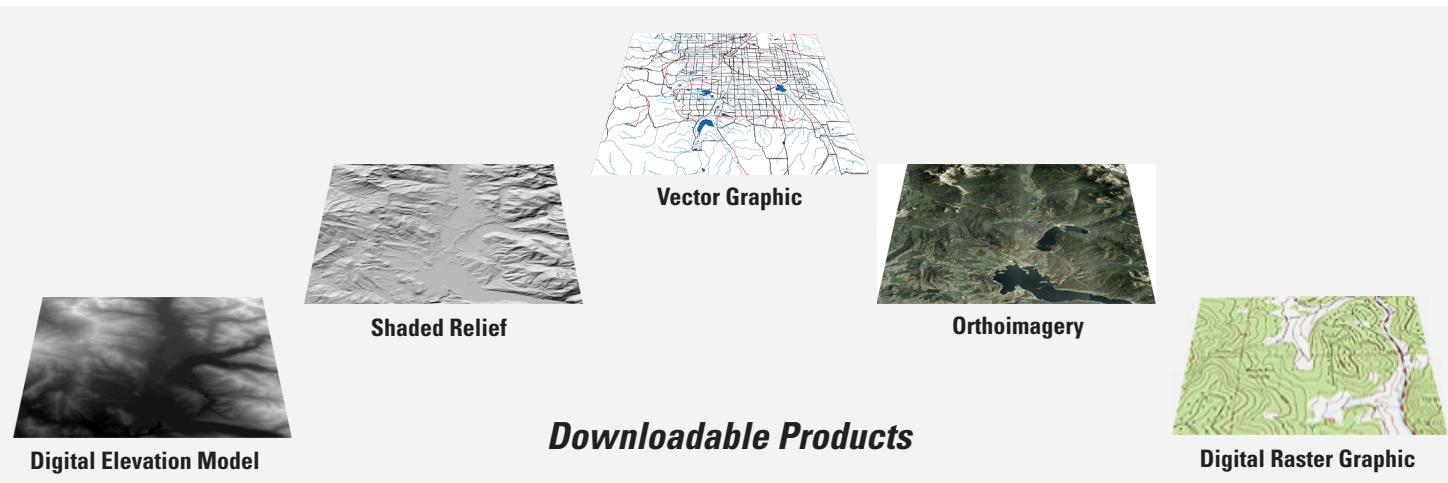 Vector Graphic
Shaded Relief
Orthoimagery
Digital Elevation Model
Downloadable Products
Digital Raster Graphic